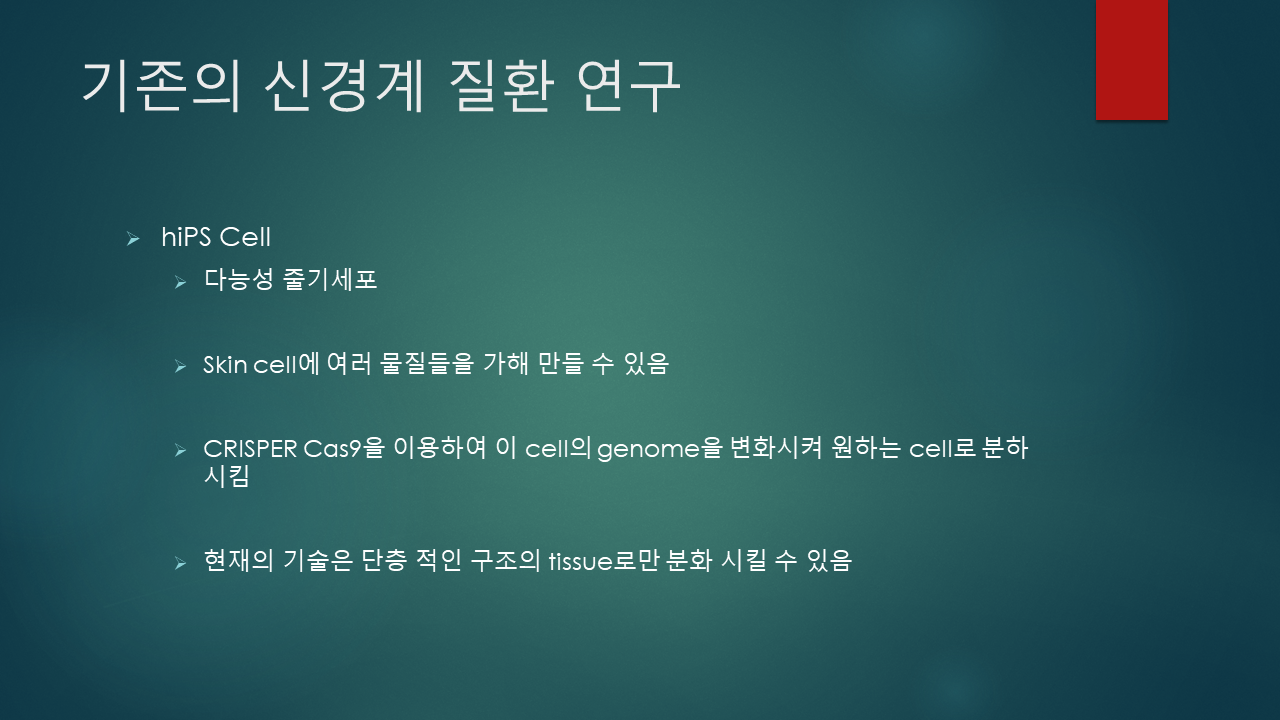 기존의 신경계 질환 연구
hiPS Cell
다능성 줄기세포
Skin cell에 여러 물질들을 가해 만들 수 있음
CRISPER Cas9을 이용하여 이 cell의 genome을 변화시켜 원하는 cell로 분하
시킴
현재의 기술은 단층 적인 구조의 tissue로만 분화 시킬 수 있음